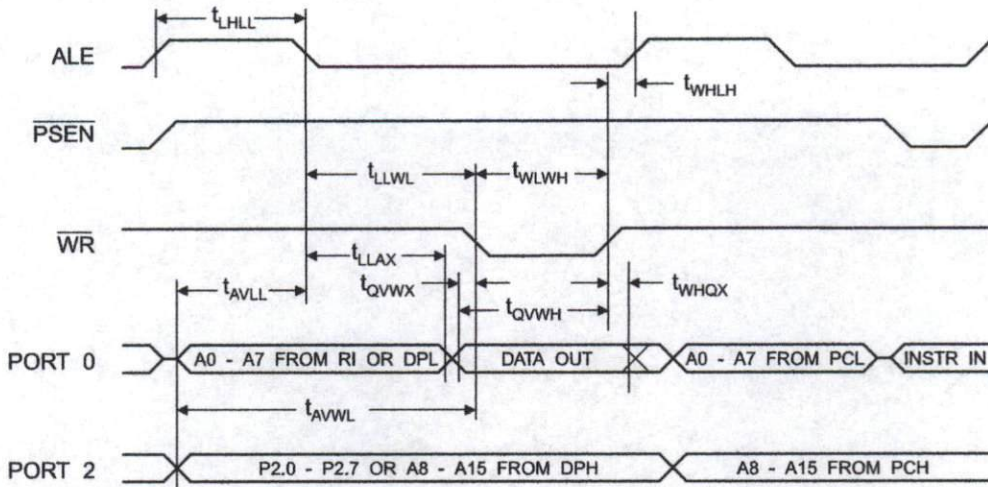 tLHLL
ALE
tWHLH
PSEN
tLLWL
tWLWH
WR
tLLAX
tAVLL
tQVWX
tWHQX
tQVWH
PORT 0
A0 - A7 FROM RI OR DPL
DATA OUT
A0 - A7 FROM PCL
INSTR IN
tAVWL
PORT 2
P2.0 - P2.7 OR A8 - A15 FROM DPH
A8 - A15 FROM PCH